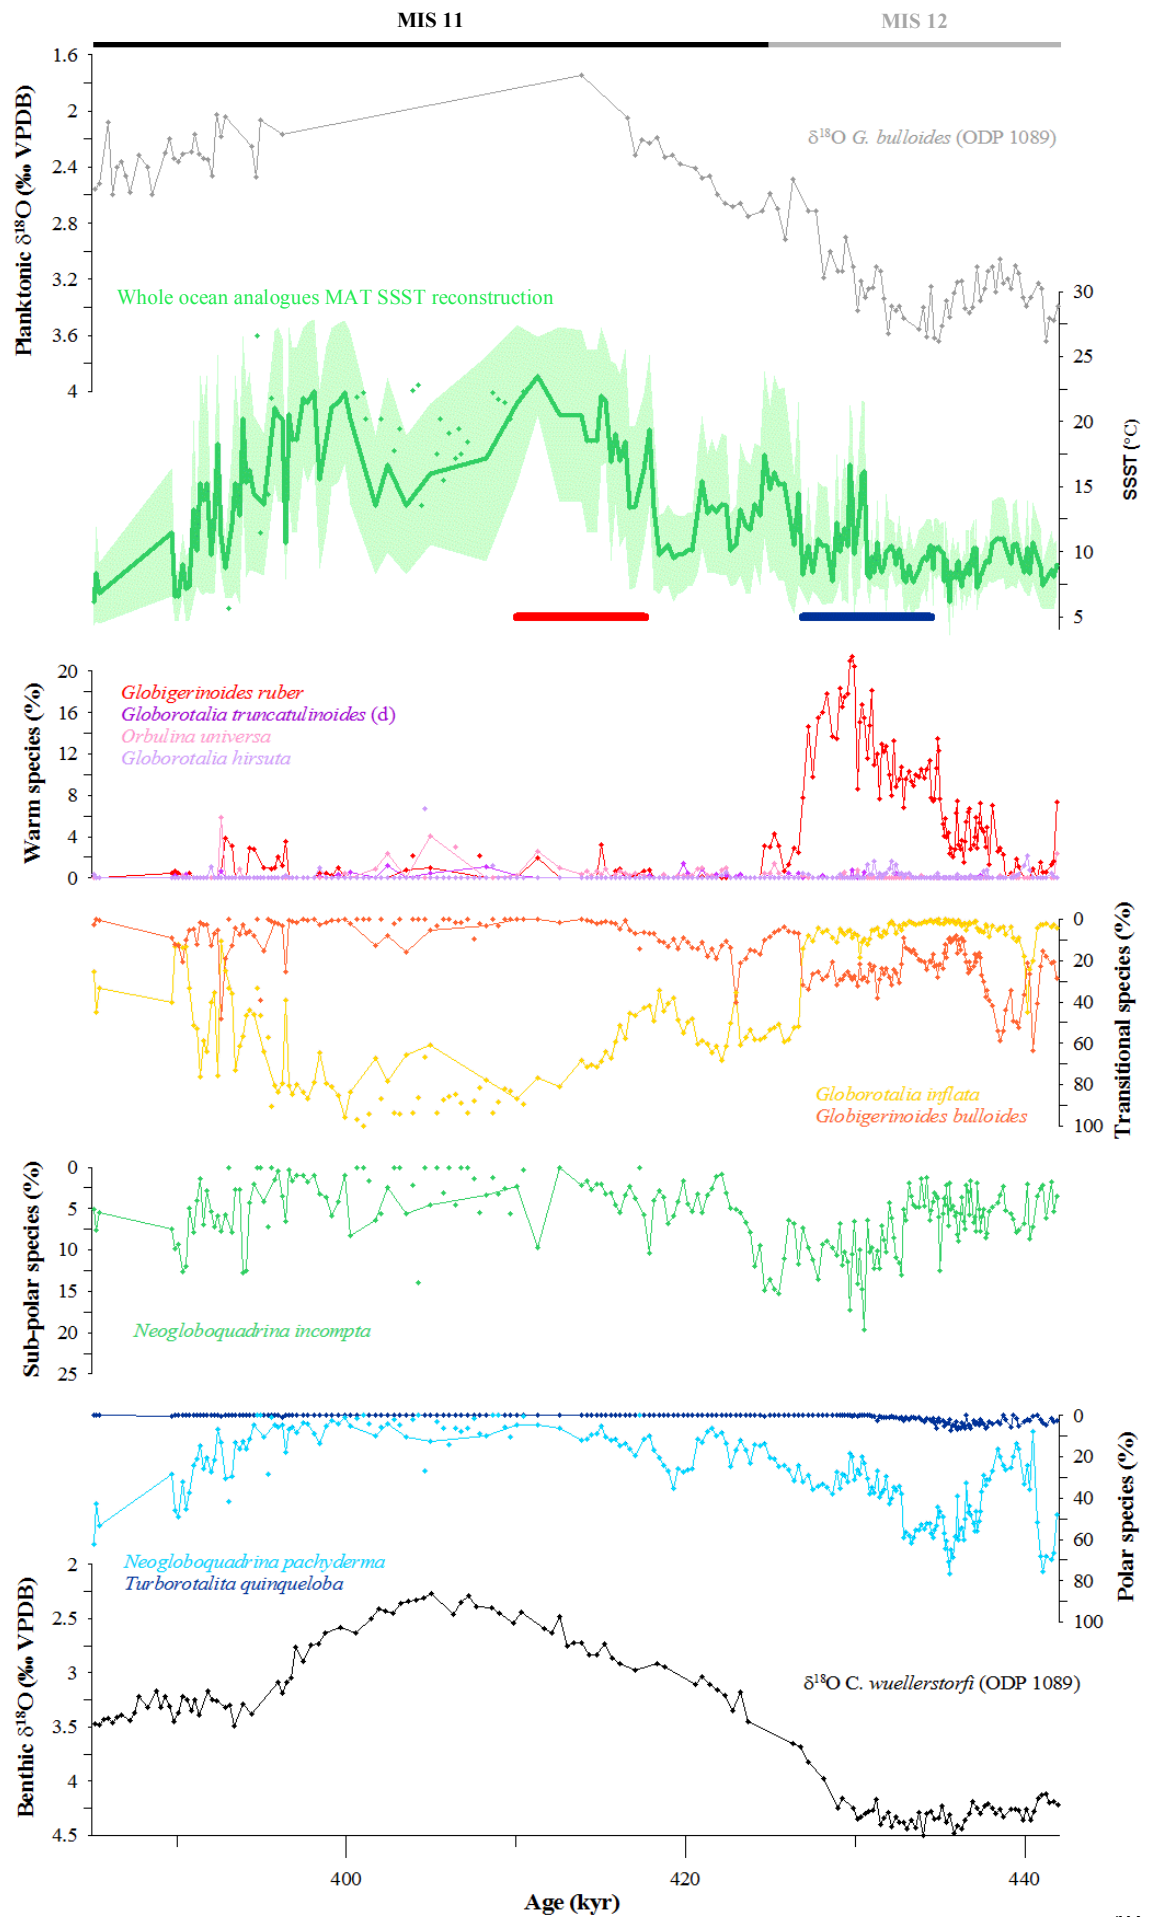 MIS 11
MIS 12
1.6
2
2.4
2.8
3.2
3.6
4
Planktonic δ18O (‰ VPDB)
δ18O G. bulloides (ODP 1089)
Whole ocean analogues MAT SSST reconstruction
30
25
20
15
10
5
SSST (°C)
20
16
12
8
4
0
Warm species (%)
Globigerinoides ruber
Globorotalia truncatulinoides (d)
Orbulina universa
Globorotalia hirsuta
0
20
40
60
80
100
Transitional species (%)
Globorotalia inflata
Globigerinoides bulloides
0
5
10
15
20
25
Sub-polar species (%)
Neogloboquadrina incompta
0
20
40
60
80
100
Polar species (%)
Neogloboquadrina pachyderma
Turborotalita quinqueloba
2
2.5
3
3.5
4
4.5
Benthic δ18O (‰ VPDB)
δ18O C. wuellerstorfi (ODP 1089)
400
420
440
Age (kyr)